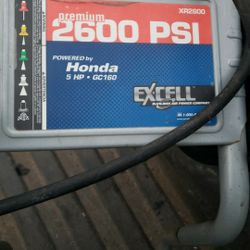 XR2600
premium
2600 PSI
POWERED by
Honda
5 HP • GC160
EXCELL